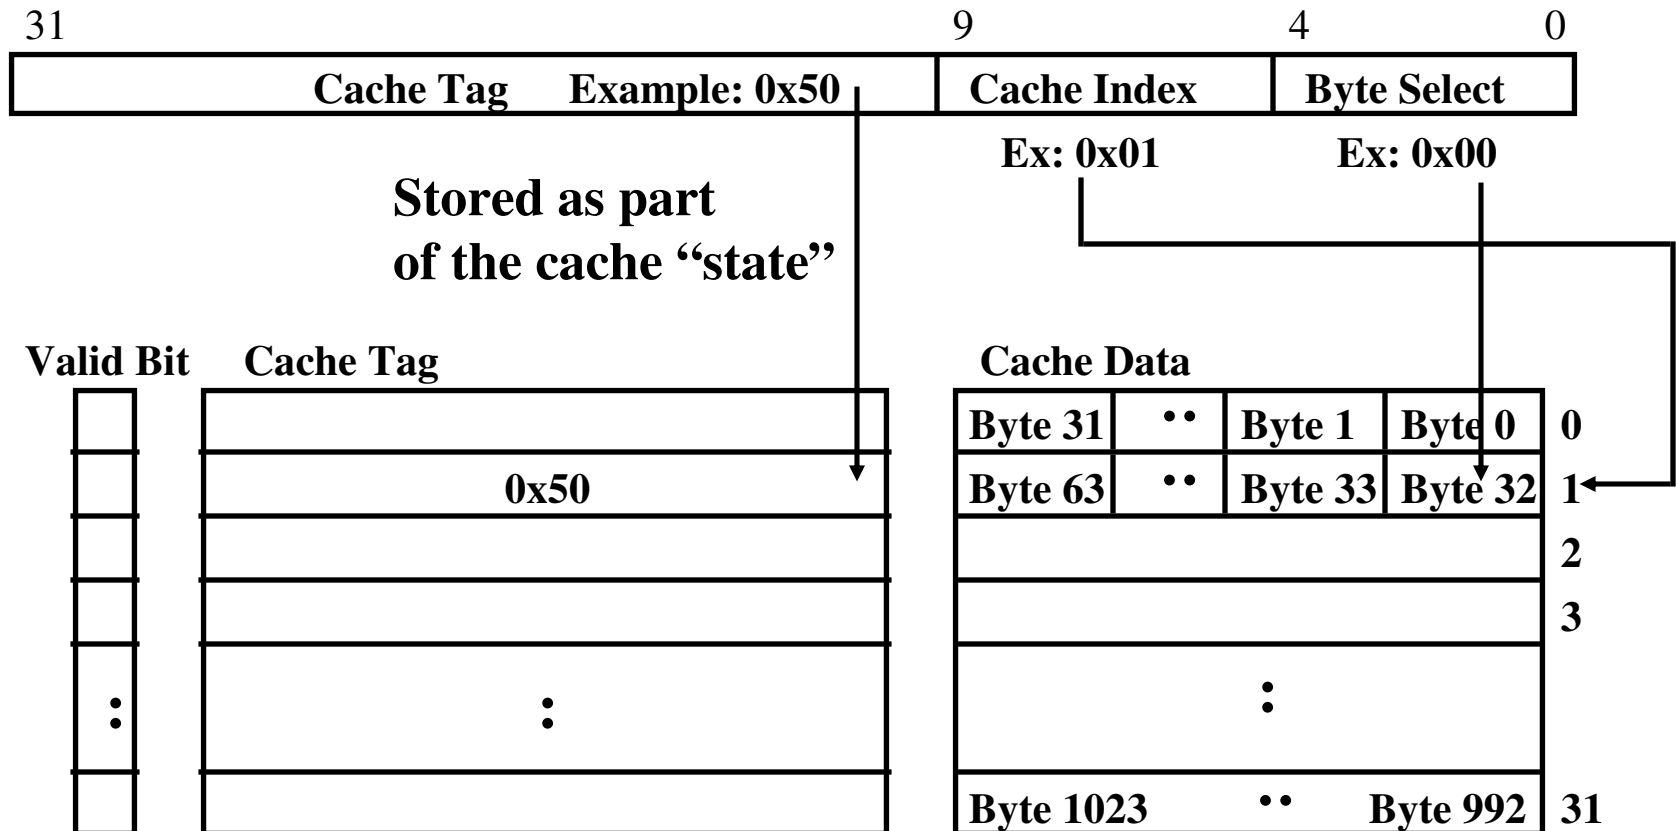 31 9 4 0
Cache Tag Example: 0x50 Cache Index Byte Select
Ex: 0x01 Ex: 0x00
Stored as part
of the cache “state”
Valid Bit Cache Tag Cache Data
Byte 31 •• Byte 1 Byte 0 0
0x50 Byte 63 •• Byte 33 Byte 32 1
2
3
: : :
Byte 1023 •• Byte 992 31